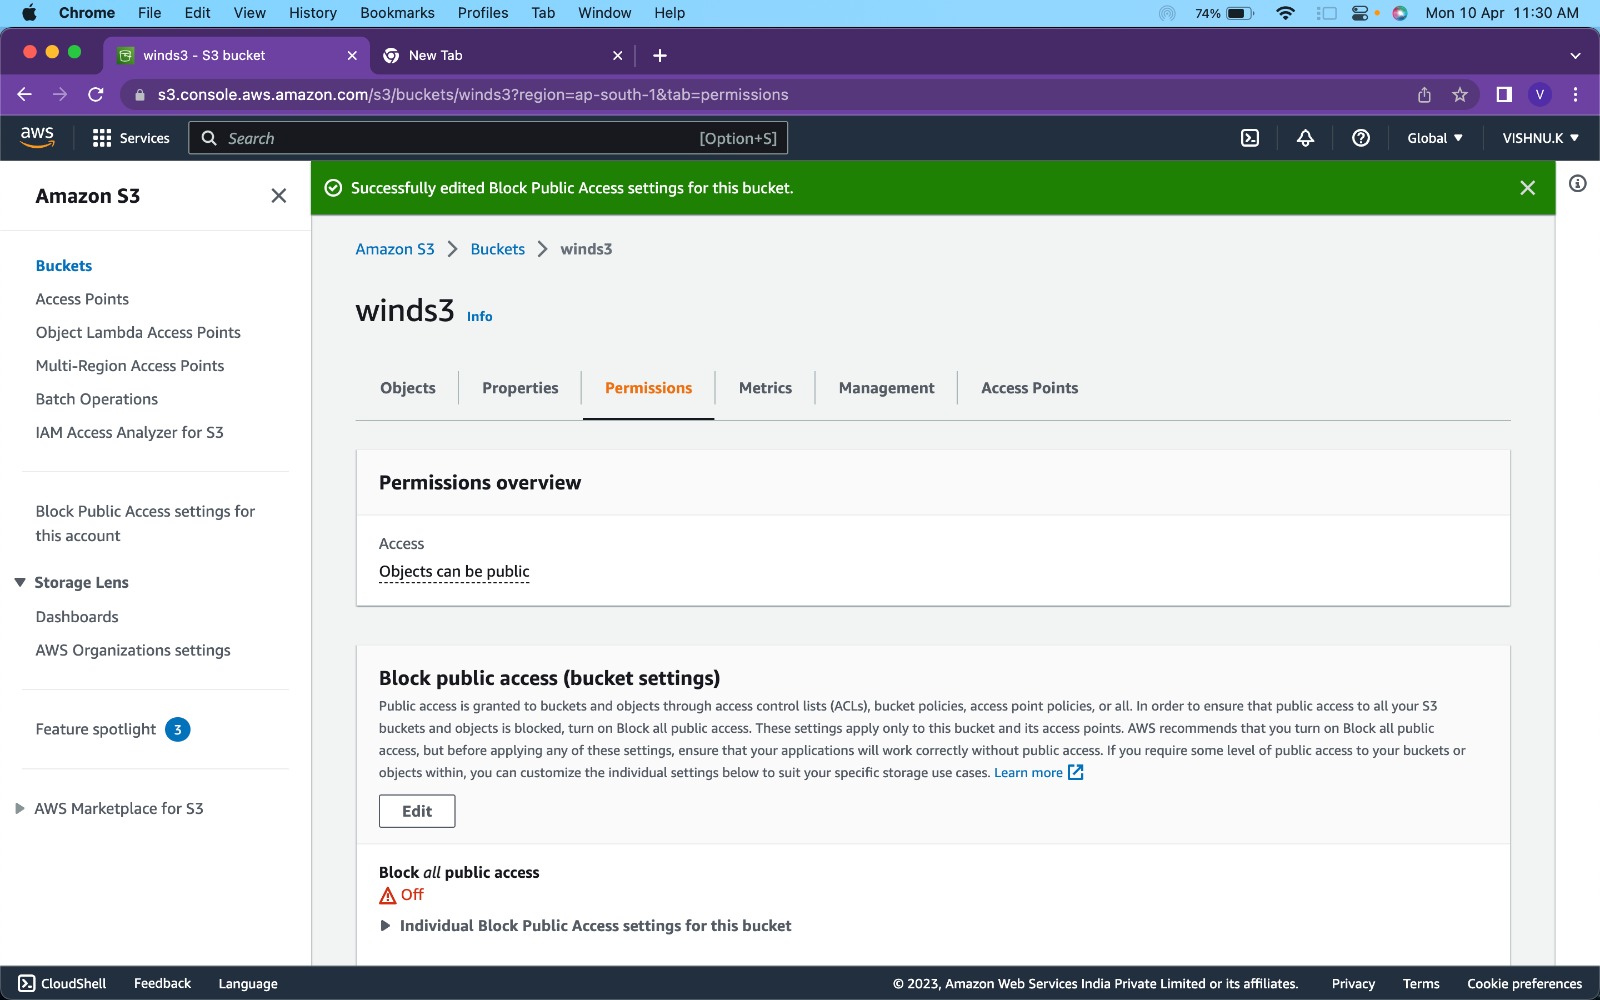 Chrome File Edit View History Bookmarks Profiles Tab Window Help 74% Mon 10 Apr 11:30 AM
winds3 - S3 bucket New Tab
s3.console.aws.amazon.com/s3/buckets/winds3?region=ap-south-1&tab=permissions V
aws Services Search [Option+S] Global VISHNU.K
Amazon S3
Buckets
Access Points
Object Lambda Access Points
Multi-Region Access Points
Batch Operations
IAM Access Analyzer for S3
Block Public Access settings for
this account
Storage Lens
Dashboards
AWS Organizations settings
Feature spotlight 3
AWS Marketplace for S3
Successfully edited Block Public Access settings for this bucket.
Amazon S3 Buckets winds3
winds3 Info
Objects Properties Permissions Metrics Management Access Points
Permissions overview
Access
Objects can be public
Block public access (bucket settings)
Public access is granted to buckets and objects through access control lists (ACLs), bucket policies, access point policies, or all. In order to ensure that public access to all your S3
buckets and objects is blocked, turn on Block all public access. These settings apply only to this bucket and its access points. AWS recommends that you turn on Block all public
access, but before applying any of these settings, ensure that your applications will work correctly without public access. If you require some level of public access to your buckets or
objects within, you can customize the individual settings below to suit your specific storage use cases. Learn more
Edit
Block all public access
Off
Individual Block Public Access settings for this bucket
CloudShell Feedback Language © 2023, Amazon Web Services India Private Limited or its affiliates. Privacy Terms Cookie preferences